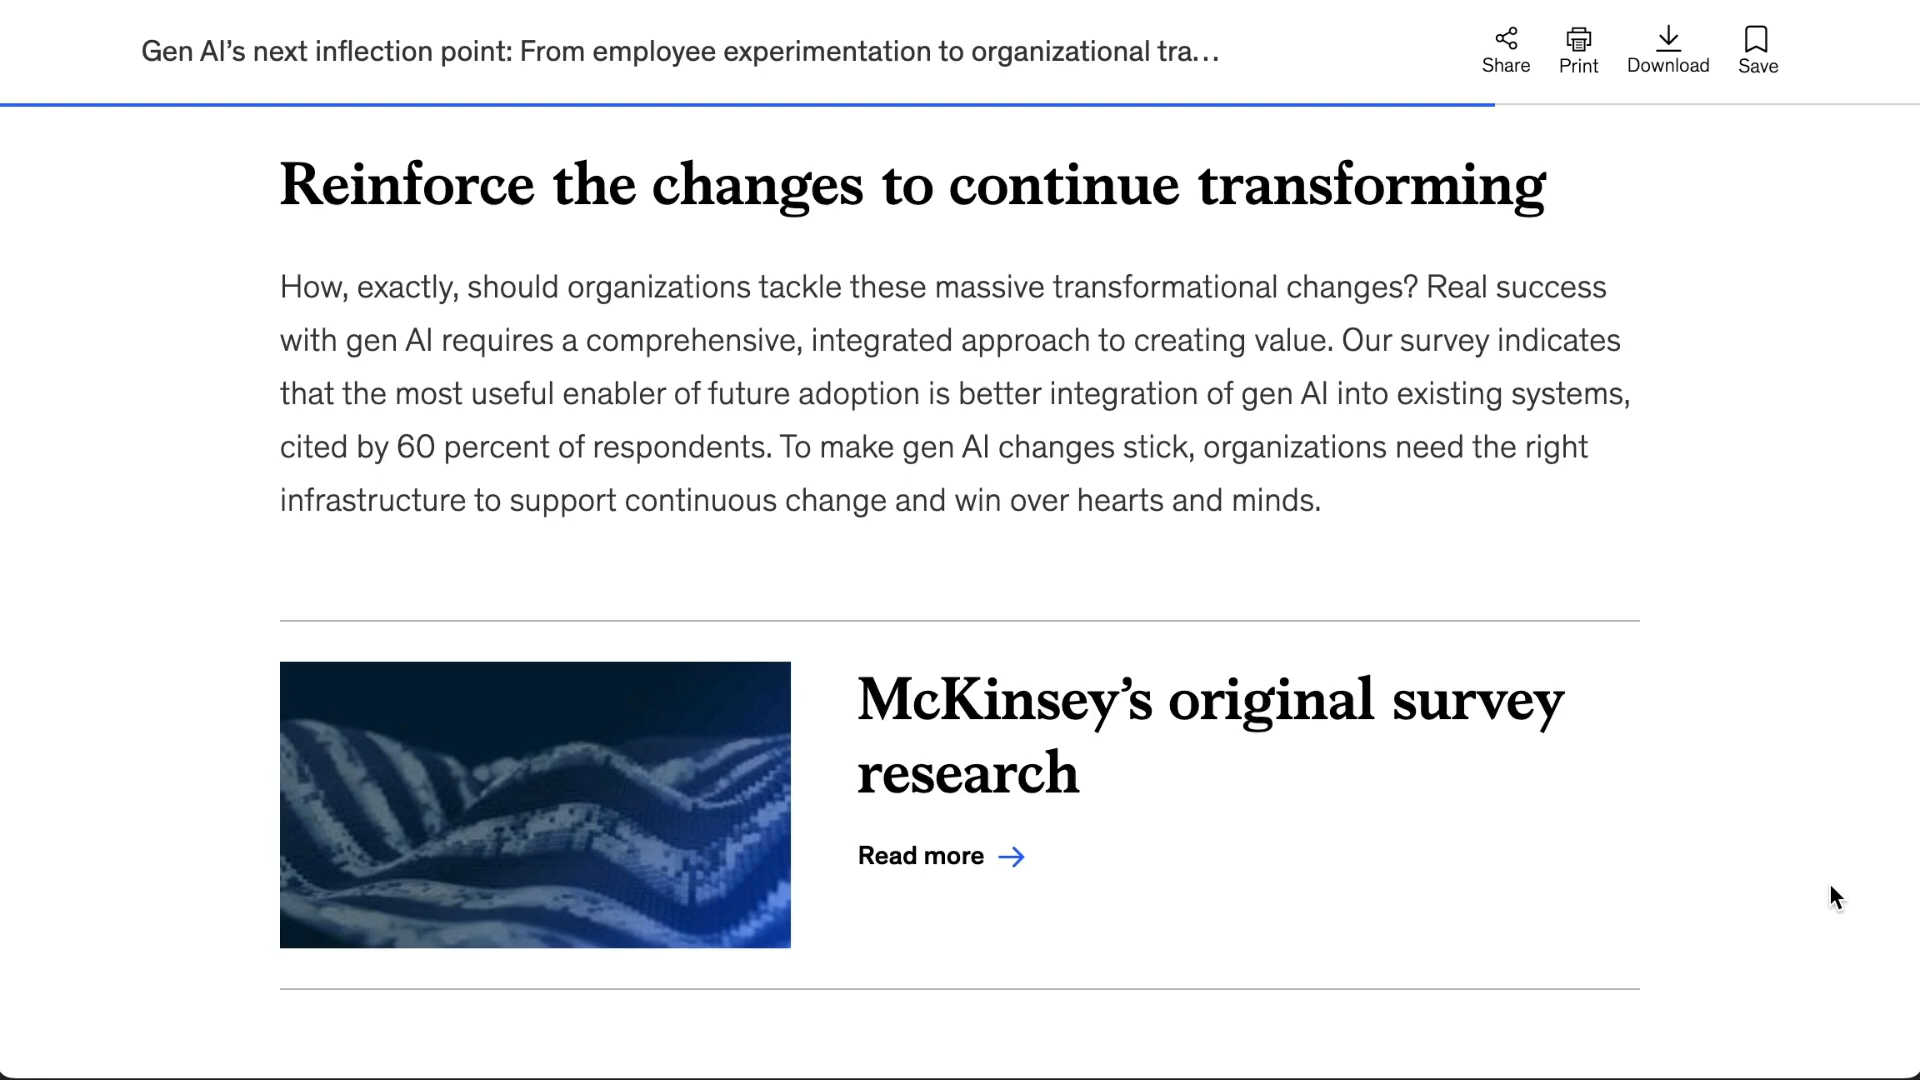 Gen AI’s next inflection point: From employee experimentation to organizational tra...
Share
Print
Download
Save
Reinforce the changes to continue transforming
How, exactly, should organizations tackle these massive transformational changes? Real success
with gen AI requires a comprehensive, integrated approach to creating value. Our survey indicates
that the most useful enabler of future adoption is better integration of gen AI into existing systems,
cited by 60 percent of respondents. To make gen AI changes stick, organizations need the right
infrastructure to support continuous change and win over hearts and minds.
McKinsey’s original survey
research
Read more